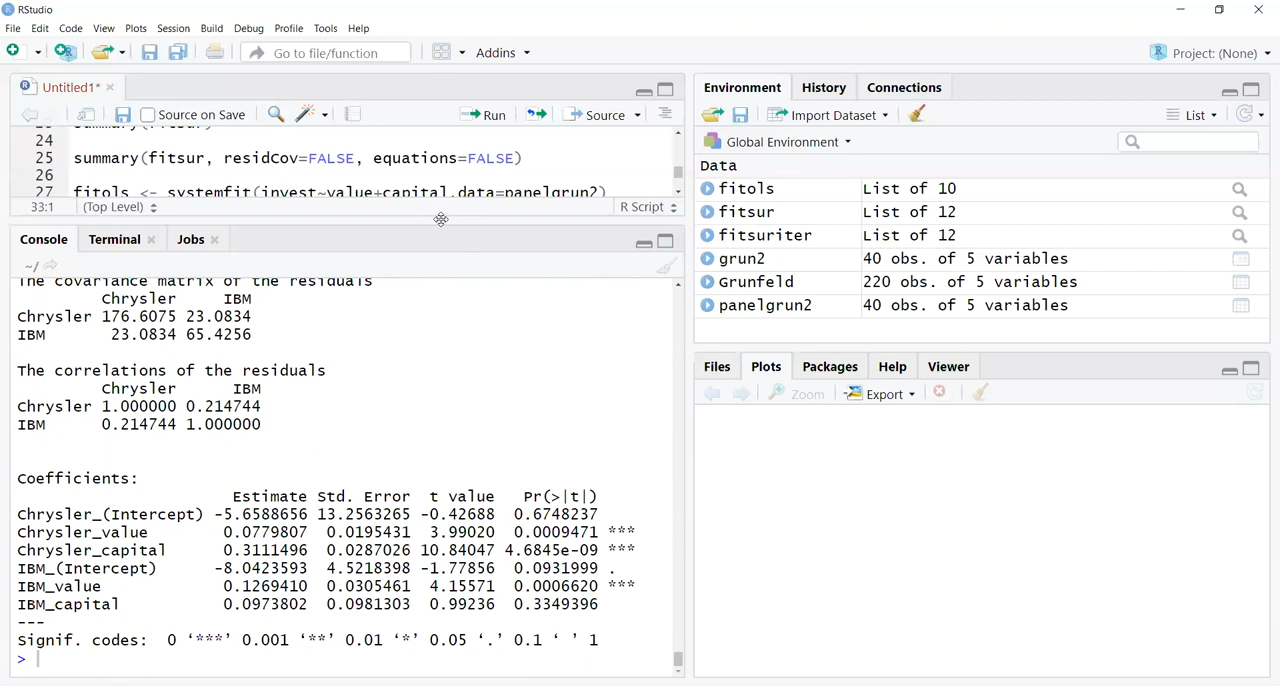 RStudio
File Edit Code View Plots Session Build Debug Profile Tools Help
Go to file/function Addins Project: (None)
Untitled1*
Source on Save Run Source
24
25 summary(fitsur, residCov=FALSE, equations=FALSE)
26
27 fitols <- systemfit(invest~value+capital,data=panelgrun2)
33:1 (Top Level) R Script
Console Terminal Jobs
~/
The covariance matrix of the residuals
Chrysler IBM
Chrysler 176.6075 23.0834
IBM 23.0834 65.4256
The correlations of the residuals
Chrysler IBM
Chrysler 1.000000 0.214744
IBM 0.214744 1.000000
Coefficients:
Estimate Std. Error t value Pr(>|t|)
Chrysler_(Intercept) -5.6588656 13.2563265 -0.42688 0.6748237
Chrysler_value 0.0779807 0.0195431 3.99020 0.0009471 ***
Chrysler_capital 0.3111496 0.0287026 10.84047 4.6845e-09 ***
IBM_(Intercept) -8.0423593 4.5218398 -1.77856 0.0931999 .
IBM_value 0.1269410 0.0305461 4.15571 0.0006620 ***
IBM_capital 0.0973802 0.0981303 0.99236 0.3349396
---
Signif. codes: 0 ‘***’ 0.001 ‘**’ 0.01 ‘*’ 0.05 ‘.’ 0.1 ‘ ’ 1
>
Environment History Connections
Import Dataset List
Global Environment
Data
fitols List of 10
fitsur List of 12
fitsuriter List of 12
grun2 40 obs. of 5 variables
Grunfeld 220 obs. of 5 variables
panelgrun2 40 obs. of 5 variables
Files Plots Packages Help Viewer
Zoom Export